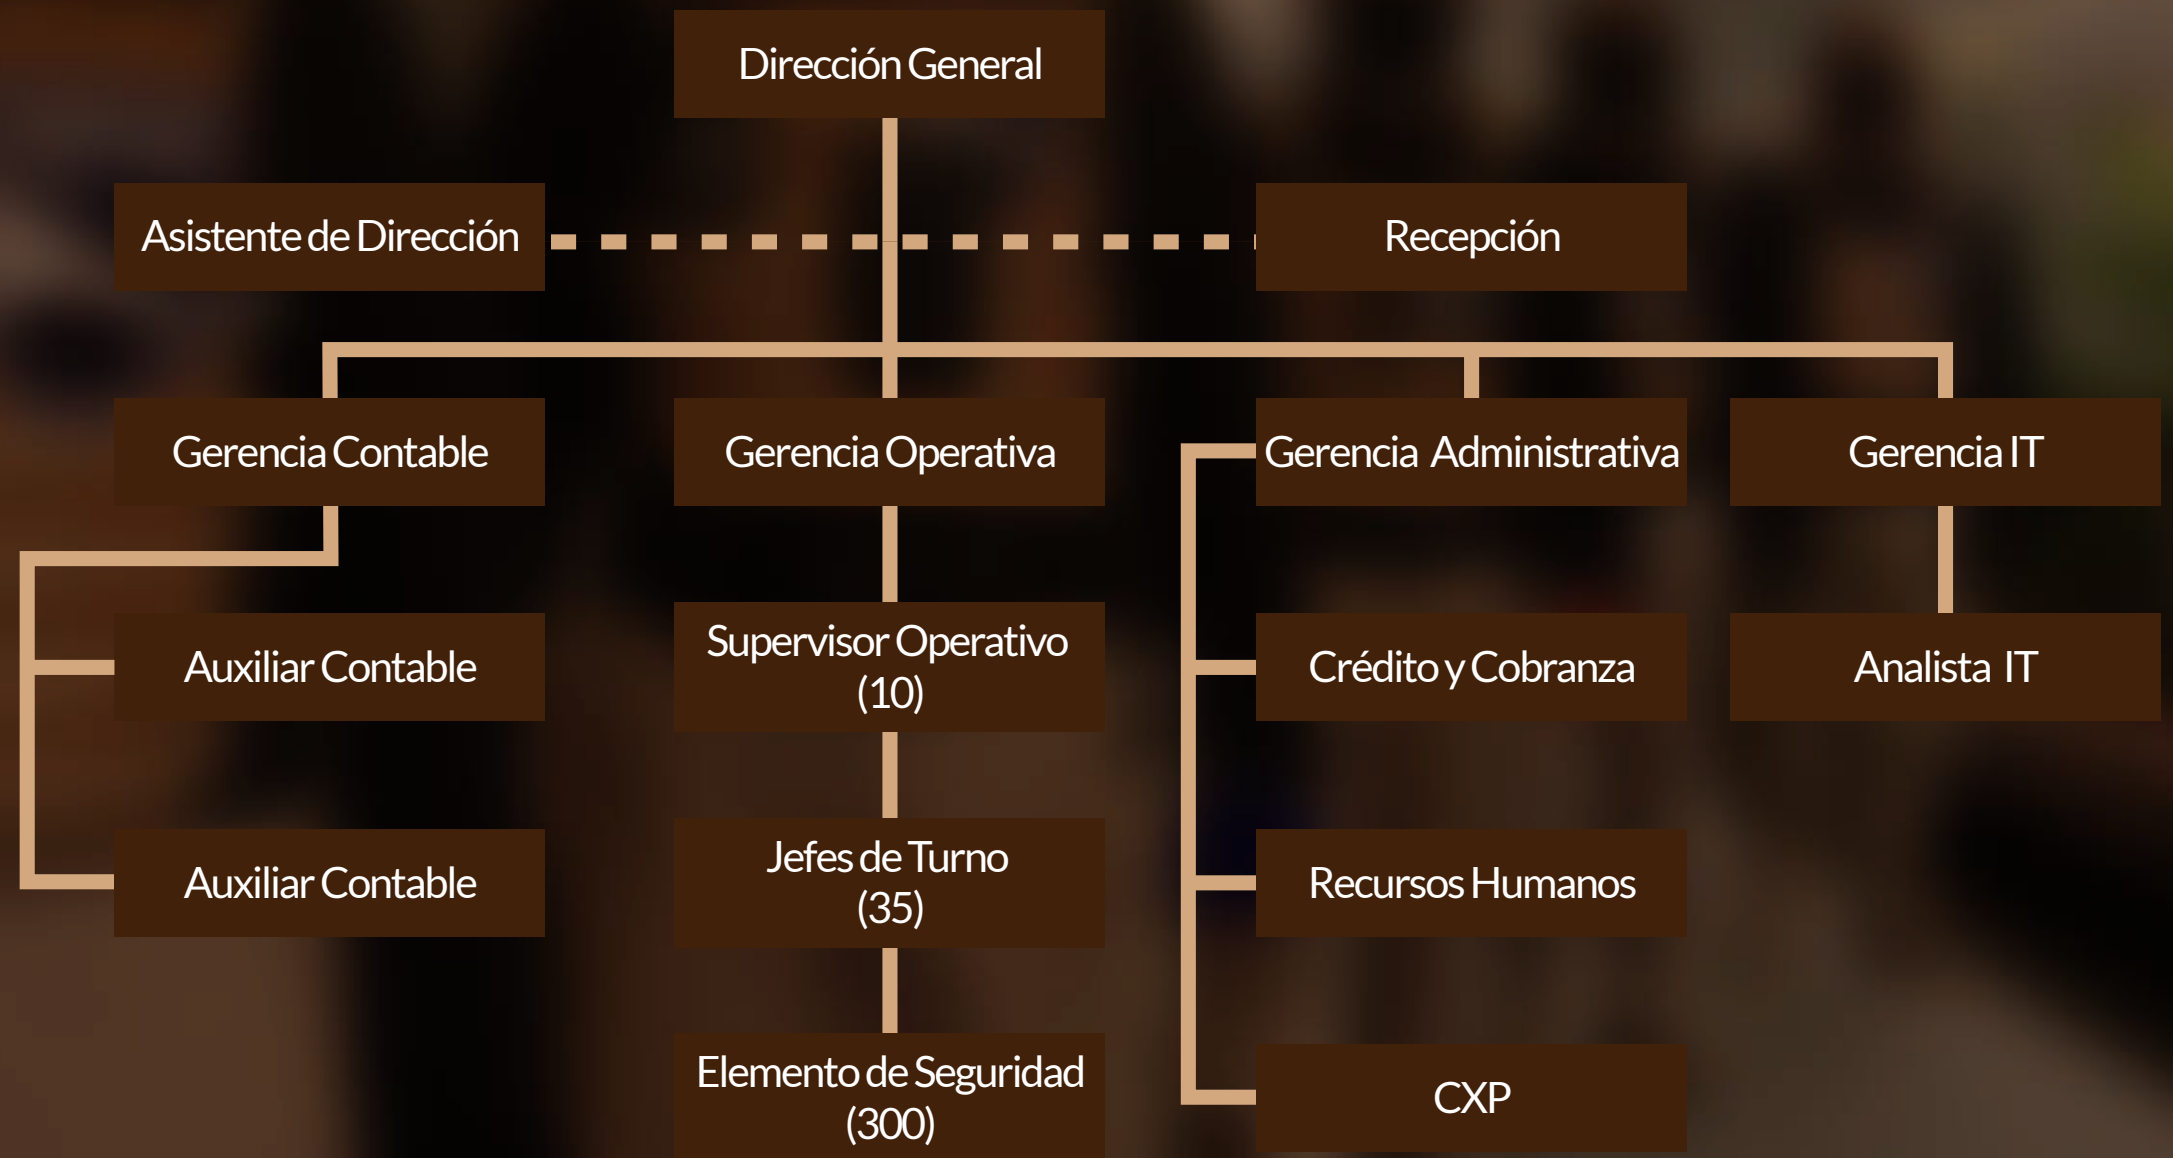 Dirección General
Asistente de Dirección
Recepción
Gerencia Contable
Gerencia Operativa
Gerencia Administrativa
Gerencia IT
Auxiliar Contable
Supervisor Operativo
(10)
Crédito y Cobranza
Analista IT
Auxiliar Contable
Jefes de Turno
(35)
Recursos Humanos
Elemento de Seguridad
(300)
CXP